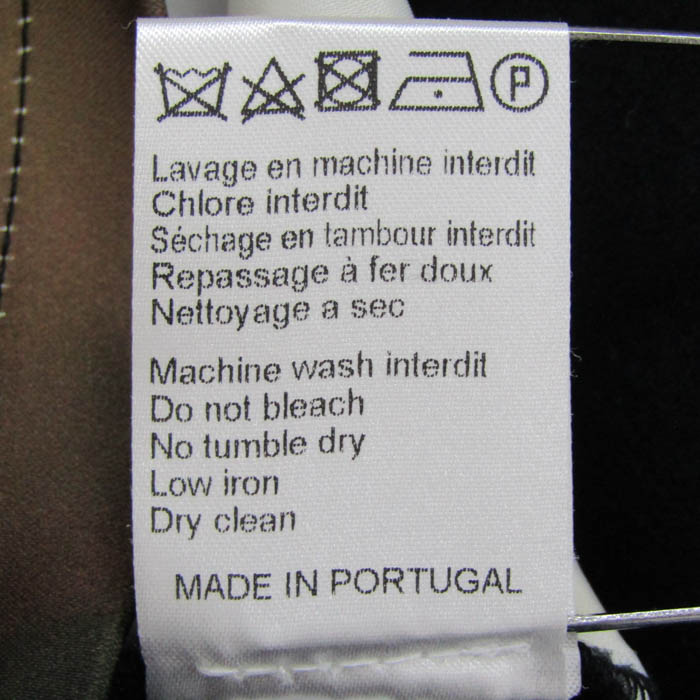 P
Lavage en machine interdit
Chlore interdit
Séchage en tambour interdit
Repassage à fer doux
Nettoyage a sec
Machine wash interdit
Do not bleach
No tumble dry
Low iron
Dry clean
MADE IN PORTUGAL